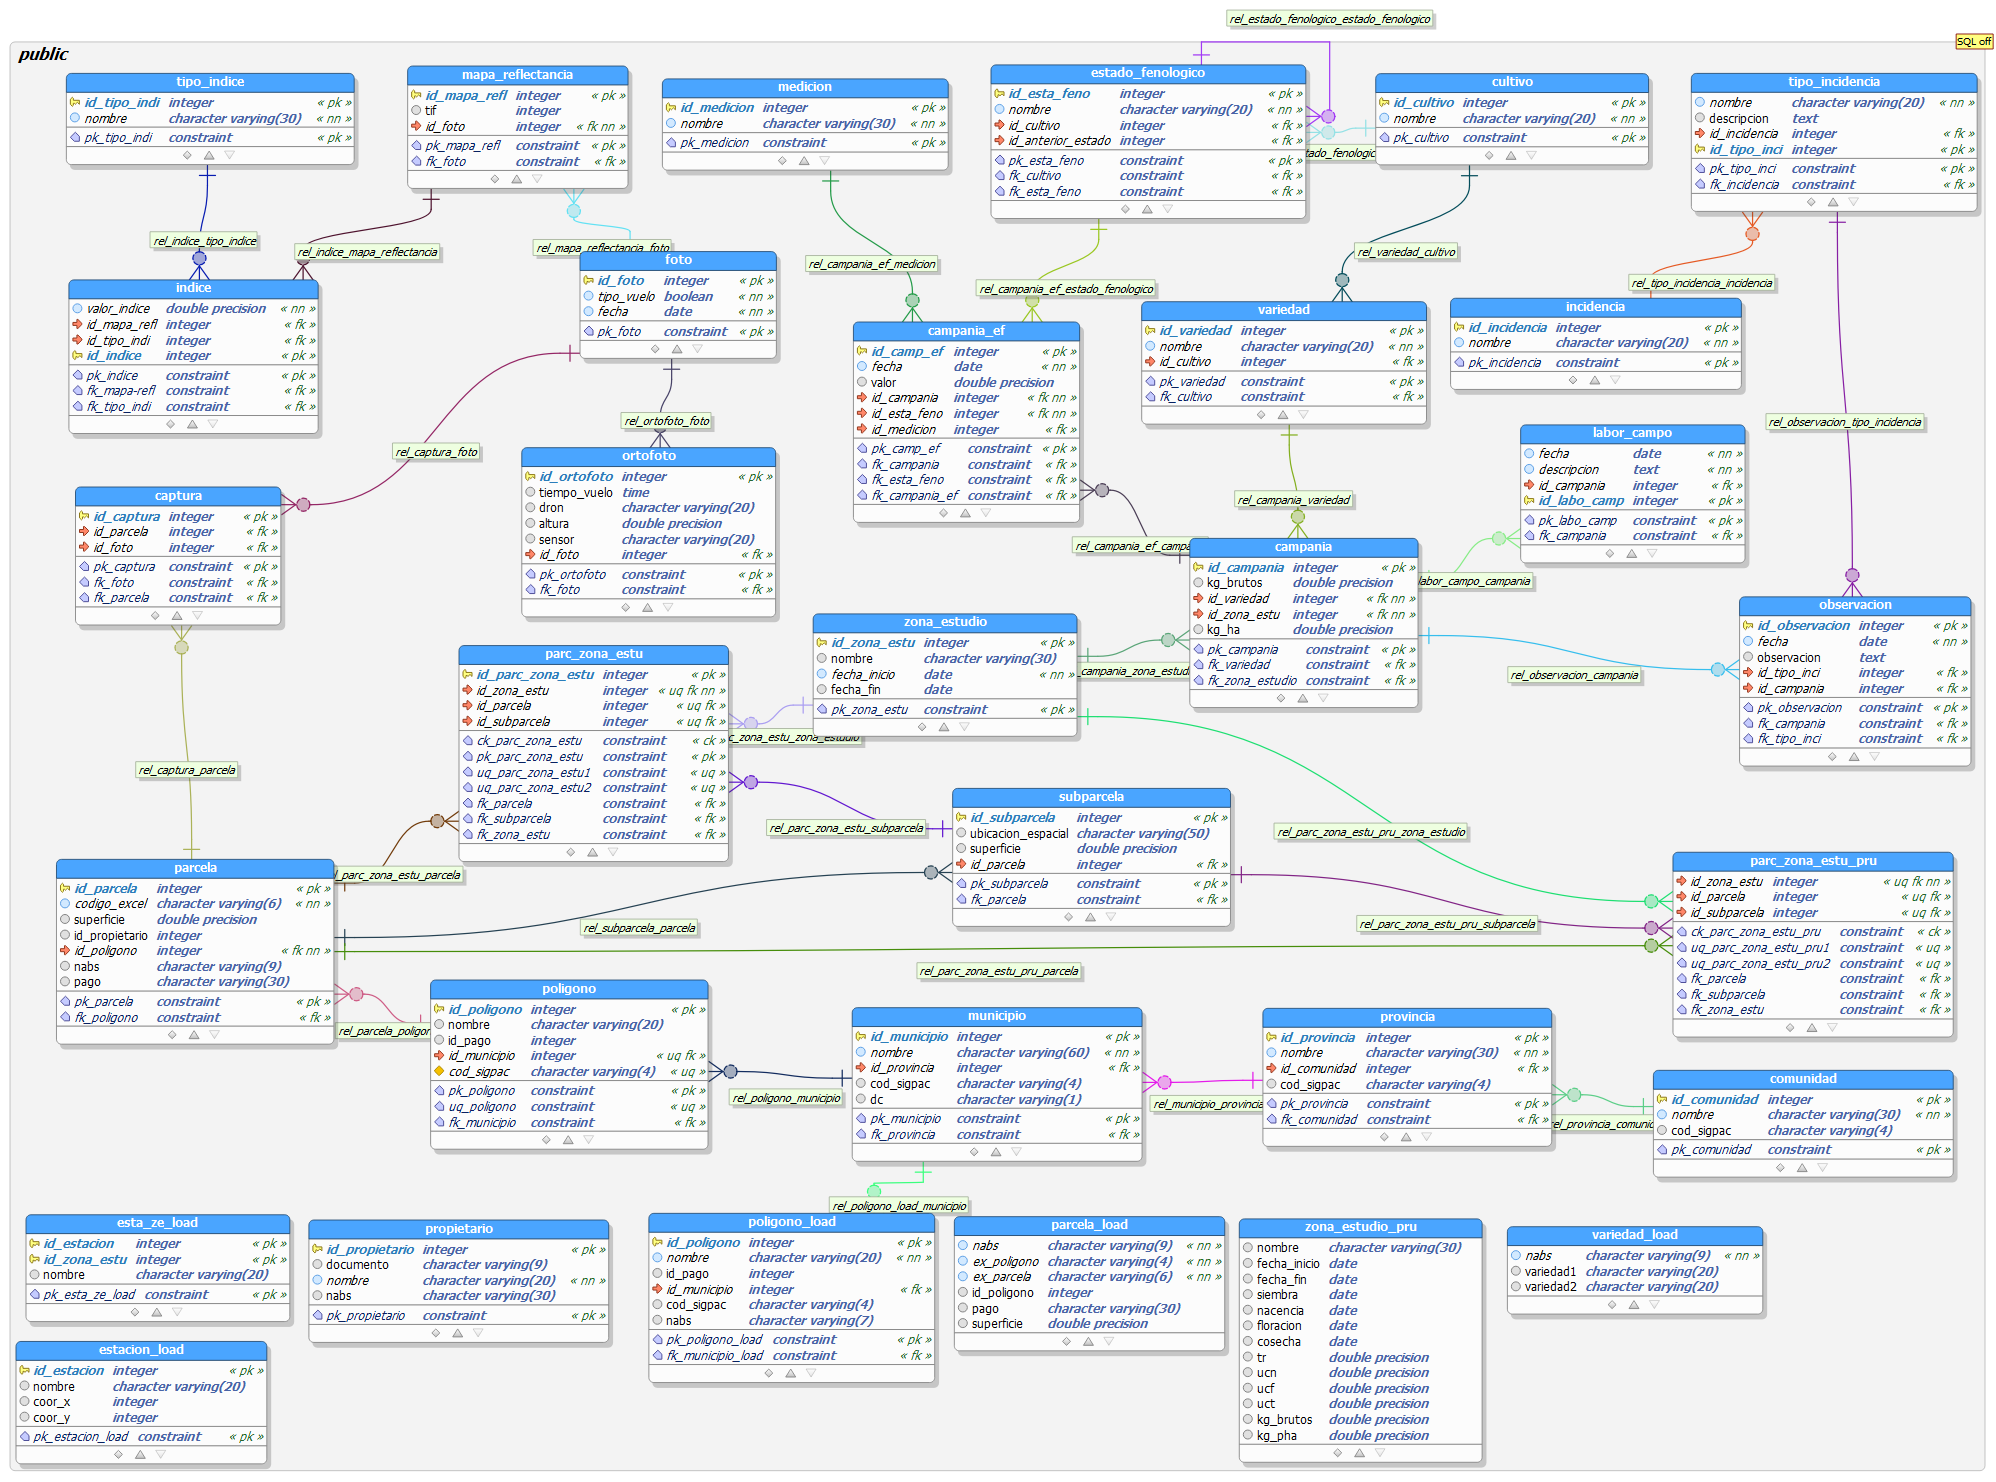 rel_estado_fenologico_estado_fenologico
SQL off
public
tipo_indice
id_tipo_indi integer « pk »
nombre character varying(30) « nn »
pk_tipo_indi constraint « pk »
mapa_reflectancia
id_mapa_refl integer « pk »
tif integer
id_foto integer « fk nn »
pk_mapa_refl constraint « pk »
fk_foto constraint « fk »
medicion
id_medicion integer « pk »
nombre character varying(30) « nn »
pk_medicion constraint « pk »
estado_fenologico
id_esta_feno integer « pk »
nombre character varying(20) « nn »
id_cultivo integer « fk »
id_anterior_estado integer « fk »
pk_esta_feno constraint « pk »
fk_cultivo constraint « fk »
fk_esta_feno constraint « fk »
cultivo
id_cultivo integer « pk »
nombre character varying(20) « nn »
pk_cultivo constraint « pk »
tipo_incidencia
nombre character varying(20) « nn »
descripcion text
id_incidencia integer « fk »
id_tipo_inci integer « pk »
pk_tipo_inci constraint « pk »
fk_incidencia constraint « fk »
rel_indice_tipo_indice
rel_indice_mapa_reflectancia
rel_mapa_reflectancia_foto
rel_campania_ef_medicion
rel_campania_ef_estado_fenologico
rel_variedad_cultivo
rel_tipo_incidencia_incidencia
indice
valor_indice double precision « nn »
id_mapa_refl integer « fk »
id_tipo_indi integer « fk »
id_indice integer « pk »
pk_indice constraint « pk »
fk_mapa-refl constraint « fk »
fk_tipo_indi constraint « fk »
foto
id_foto integer « pk »
tipo_vuelo boolean « nn »
fecha date « nn »
pk_foto constraint « pk »
campania_ef
id_camp_ef integer « pk »
fecha date « nn »
valor double precision
id_campania integer « fk nn »
id_esta_feno integer « fk »
id_medicion integer « fk »
pk_camp_ef constraint « pk »
fk_campania constraint « fk »
fk_esta_feno constraint « fk »
fk_campania_ef constraint « fk »
variedad
id_variedad integer « pk »
nombre character varying(20) « nn »
id_cultivo integer « fk »
pk_variedad constraint « pk »
fk_cultivo constraint « fk »
incidencia
id_incidencia integer « pk »
nombre character varying(20) « nn »
pk_incidencia constraint « pk »
rel_captura_foto
rel_ortofoto_foto
rel_campania_variedad
rel_observacion_tipo_incidencia
labor_campo
fecha date « nn »
descripcion text « nn »
id_campania integer « fk »
id_labo_camp integer « pk »
pk_labo_camp constraint « pk »
fk_campania constraint « fk »
ortofoto
id_ortofoto integer « pk »
tiempo_vuelo time
dron character varying(20)
altura double precision
sensor character varying(20)
id_foto integer « fk »
pk_ortofoto constraint « pk »
fk_foto constraint « fk »
captura
id_captura integer « pk »
id_parcela integer « fk »
id_foto integer « fk »
pk_captura constraint « pk »
fk_foto constraint « fk »
fk_parcela constraint « fk »
campania
id_campania integer « pk »
kg_brutos double precision
id_variedad integer « fk nn »
id_zona_estu integer « fk nn »
kg_ha double precision
pk_campania constraint « pk »
fk_variedad constraint « fk »
fk_zona_estudio constraint « fk »
labor_campo_campania
observacion
id_observacion integer « pk »
fecha date « nn »
observacion text
id_tipo_inci integer « fk »
id_campania integer « fk »
pk_observacion constraint « pk »
fk_campania constraint « fk »
fk_tipo_inci constraint « fk »
zona_estudio
id_zona_estu integer « pk »
nombre character varying(30)
fecha_inicio date « nn »
fecha_fin date
pk_zona_estu constraint « pk »
rel_observacion_campania
parc_zona_estu
id_parc_zona_estu integer « pk »
id_zona_estu integer « uq fk nn »
id_parcela integer « uq fk »
id_subparcela integer « uq fk »
ck_parc_zona_estu constraint « ck »
pk_parc_zona_estu constraint « pk »
uq_parc_zona_estu1 constraint « uq »
uq_parc_zona_estu2 constraint « uq »
fk_parcela constraint « fk »
fk_subparcela constraint « fk »
fk_zona_estu constraint « fk »
rel_captura_parcela
rel_parc_zona_estu_subparcela
rel_parc_zona_estu_pru_zona_estudio
subparcela
id_subparcela integer « pk »
ubicacion_espacial character varying(50)
superficie double precision
id_parcela integer « fk »
pk_subparcela constraint « pk »
fk_parcela constraint « fk »
parcela
id_parcela integer « pk »
codigo_excel character varying(6) « nn »
superficie double precision
id_propietario integer
id_poligono integer « fk nn »
nabs character varying(9)
pago character varying(30)
pk_parcela constraint « pk »
fk_poligono constraint « fk »
parc_zona_estu_parcela
rel_subparcela_parcela
rel_parc_zona_estu_pru_subparcela
rel_parc_zona_estu_pru_parcela
parc_zona_estu_pru
id_zona_estu integer « uq fk nn »
id_parcela integer « uq fk »
id_subparcela integer « uq fk »
ck_parc_zona_estu_pru constraint « ck »
uq_parc_zona_estu_pru1 constraint « uq »
uq_parc_zona_estu_pru2 constraint « uq »
fk_parcela constraint « fk »
fk_subparcela constraint « fk »
fk_zona_estu constraint « fk »
poligono
id_poligono integer « pk »
nombre character varying(20)
id_pago integer
id_municipio integer « uq fk »
cod_sigpac character varying(4) « uq »
pk_poligono constraint « pk »
uq_poligono constraint « uq »
fk_municipio constraint « fk »
rel_poligono_municipio
municipio
id_municipio integer « pk »
nombre character varying(60) « nn »
id_provincia integer « fk »
cod_sigpac character varying(4)
dc character varying(1)
pk_municipio constraint « pk »
fk_provincia constraint « fk »
rel_municipio_provincia
provincia
id_provincia integer « pk »
nombre character varying(30) « nn »
id_comunidad integer « fk »
cod_sigpac character varying(4)
pk_provincia constraint « pk »
fk_comunidad constraint « fk »
comunidad
id_comunidad integer « pk »
nombre character varying(30) « nn »
cod_sigpac character varying(4)
pk_comunidad constraint « pk »
rel_poligono_load_municipio
esta_ze_load
id_estacion integer « pk »
id_zona_estu integer « pk »
nombre character varying(20)
pk_esta_ze_load constraint « pk »
propietario
id_propietario integer « pk »
documento character varying(9)
nombre character varying(20) « nn »
nabs character varying(30)
pk_propietario constraint « pk »
poligono_load
id_poligono integer « pk »
nombre character varying(20) « nn »
id_pago integer
id_municipio integer « fk »
cod_sigpac character varying(4)
nabs character varying(7)
pk_poligono_load constraint « pk »
fk_municipio_load constraint « fk »
parcela_load
nabs character varying(9) « nn »
ex_poligono character varying(4) « nn »
ex_parcela character varying(6) « nn »
id_poligono integer
pago character varying(30)
superficie double precision
zona_estudio_pru
nombre character varying(30)
fecha_inicio date
fecha_fin date
siembra date
nacencia date
floracion date
cosecha date
tr double precision
ucn double precision
ucf double precision
uct double precision
kg_brutos double precision
kg_pha double precision
variedad_load
nabs character varying(9) « nn »
variedad1 character varying(20)
variedad2 character varying(20)
estacion_load
id_estacion integer « pk »
nombre character varying(20)
coor_x integer
coor_y integer
pk_estacion_load constraint « pk »